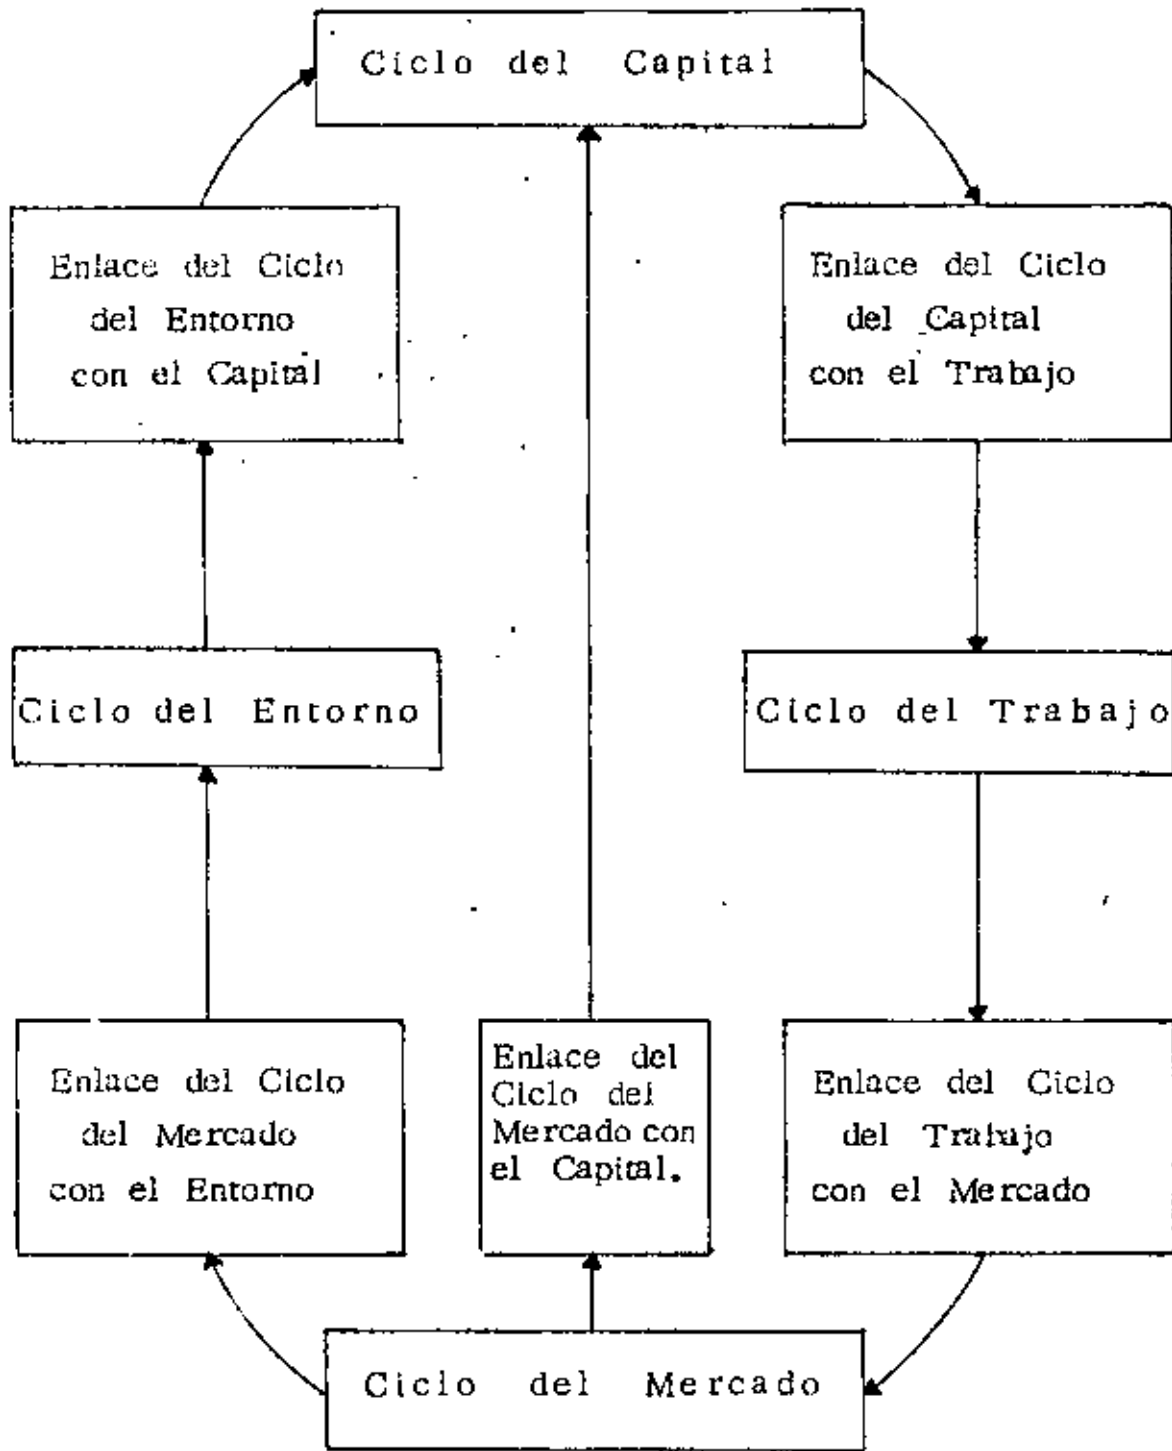 Ciclo del Capital
Enlace del Ciclo
del Entorno
con el Capital
Enlace del Ciclo
del Capital
con el Trabajo
Ciclo del Entorno
Ciclo del Trabajo
Enlace del Ciclo
del Mercado
con el Entorno
Enlace del
Ciclo del
Mercado con
el Capital.
Enlace del Ciclo
del Trabajo
con el Mercado
Ciclo del Mercado